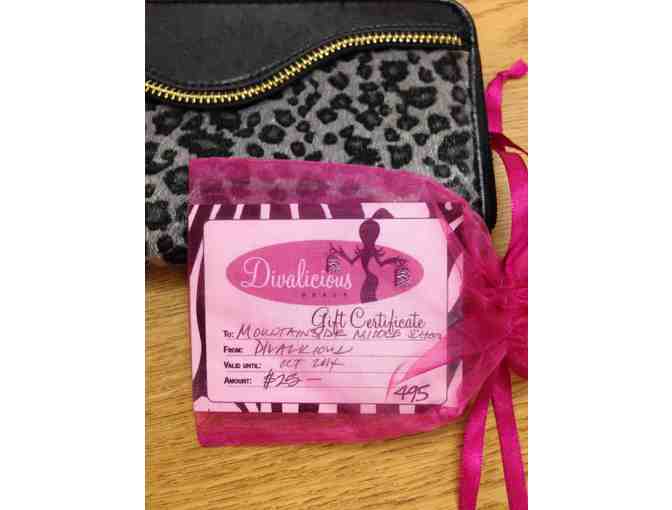 Divalicious
Gift Certificate
To: MOUNTAINSIDE MIDDLE SCHOOL
From: DIVALICIOUS
Valid until: OCT 2014
Amount: $25—
495